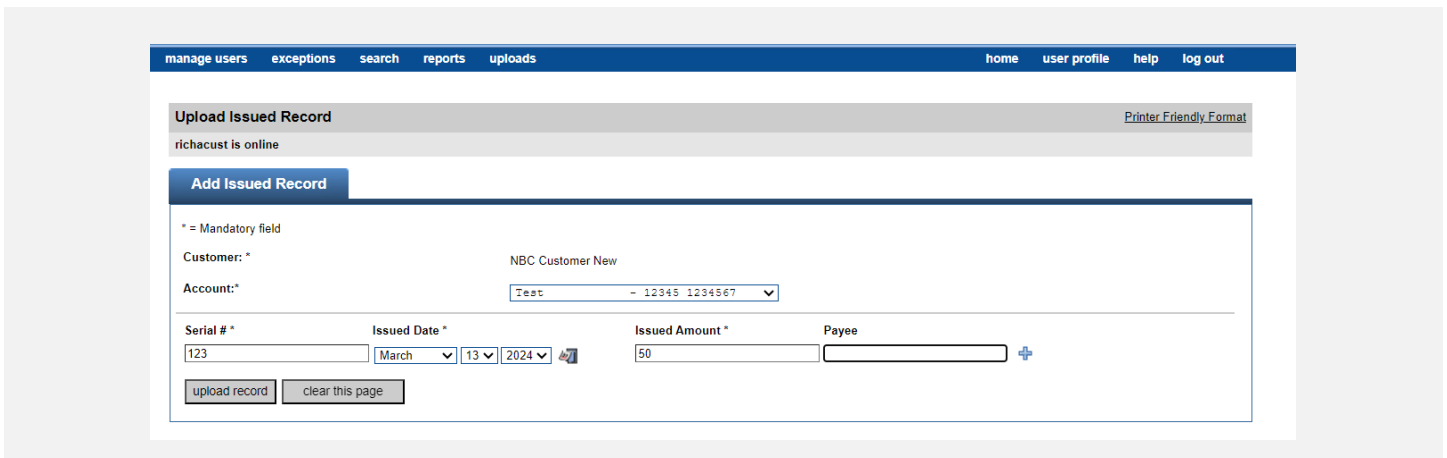 manage users exceptions search reports uploads home user profile help log out
Upload Issued Record Printer Friendly Format
richacust is online
Add Issued Record
* = Mandatory field
Customer: * NBC Customer New
Account:* Test - 12345 1234567
Serial # * Issued Date * Issued Amount * Payee
123 March 13 2024 50
upload record clear this page